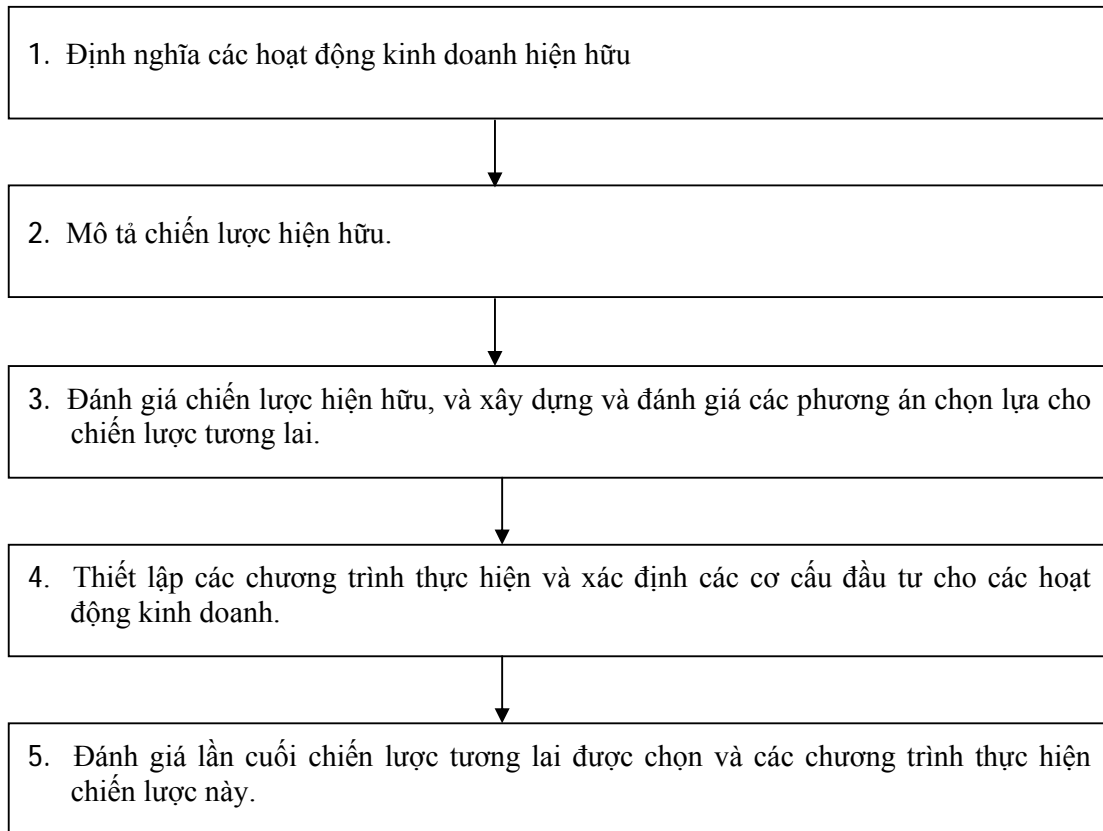 1. Định nghĩa các hoạt động kinh doanh hiện hữu
2. Mô tả chiến lược hiện hữu.
3. Đánh giá chiến lược hiện hữu, và xây dựng và đánh giá các phương án chọn lựa cho
chiến lược tương lai.
4. Thiết lập các chương trình thực hiện và xác định các cơ cấu đầu tư cho các hoạt
động kinh doanh.
5. Đánh giá lần cuối chiến lược tương lai được chọn và các chương trình thực hiện
chiến lược này.